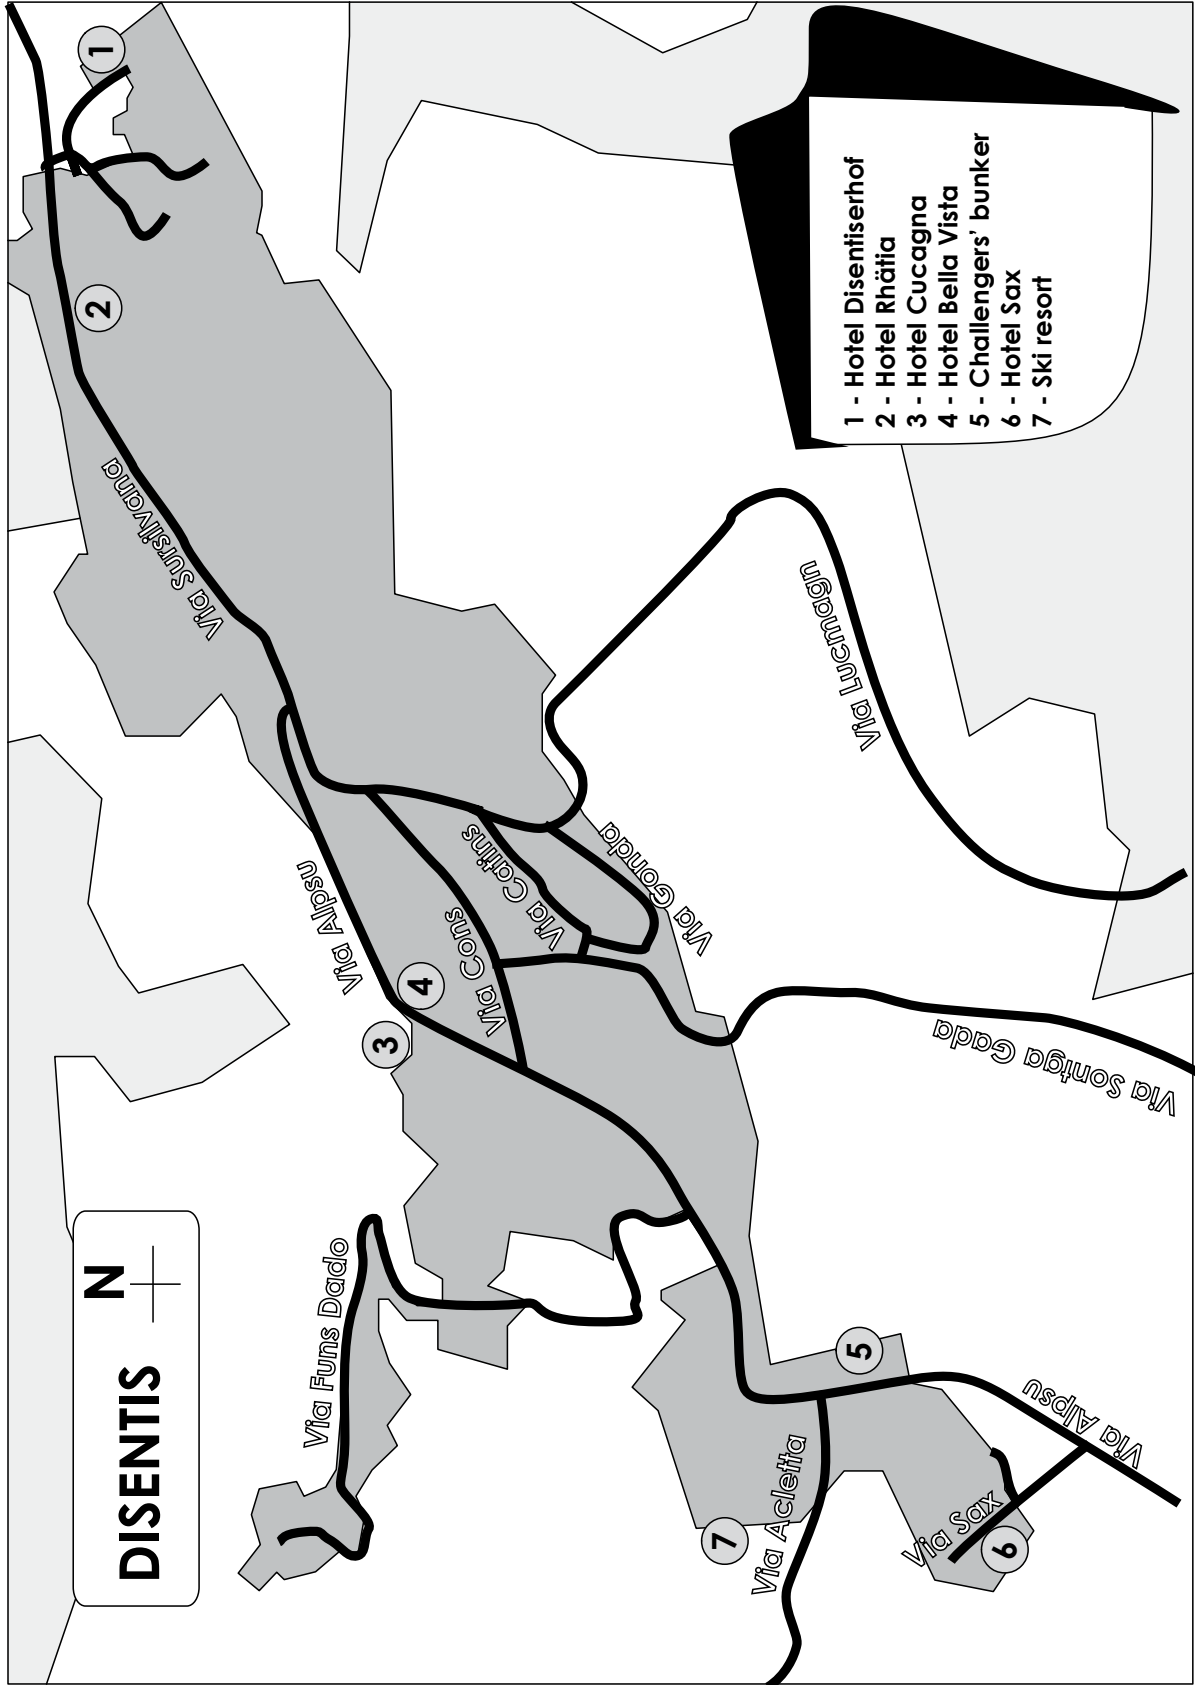 DISENTIS
N
1
2
Via Sursilvana
Via Funs Dado
Via Alpsu
3
4
Via Cons
Via Catins
Via Gonda
7
Via Acletta
5
Via Lucmagn
Via Sax
6
Via Alpsu
Via Sontga Gada
1 - Hotel Disentiserhof
2 - Hotel Rhätia
3 - Hotel Cucagna
4 - Hotel Bella Vista
5 - Challengers’ bunker
6 - Hotel Sax
7 - Ski resort